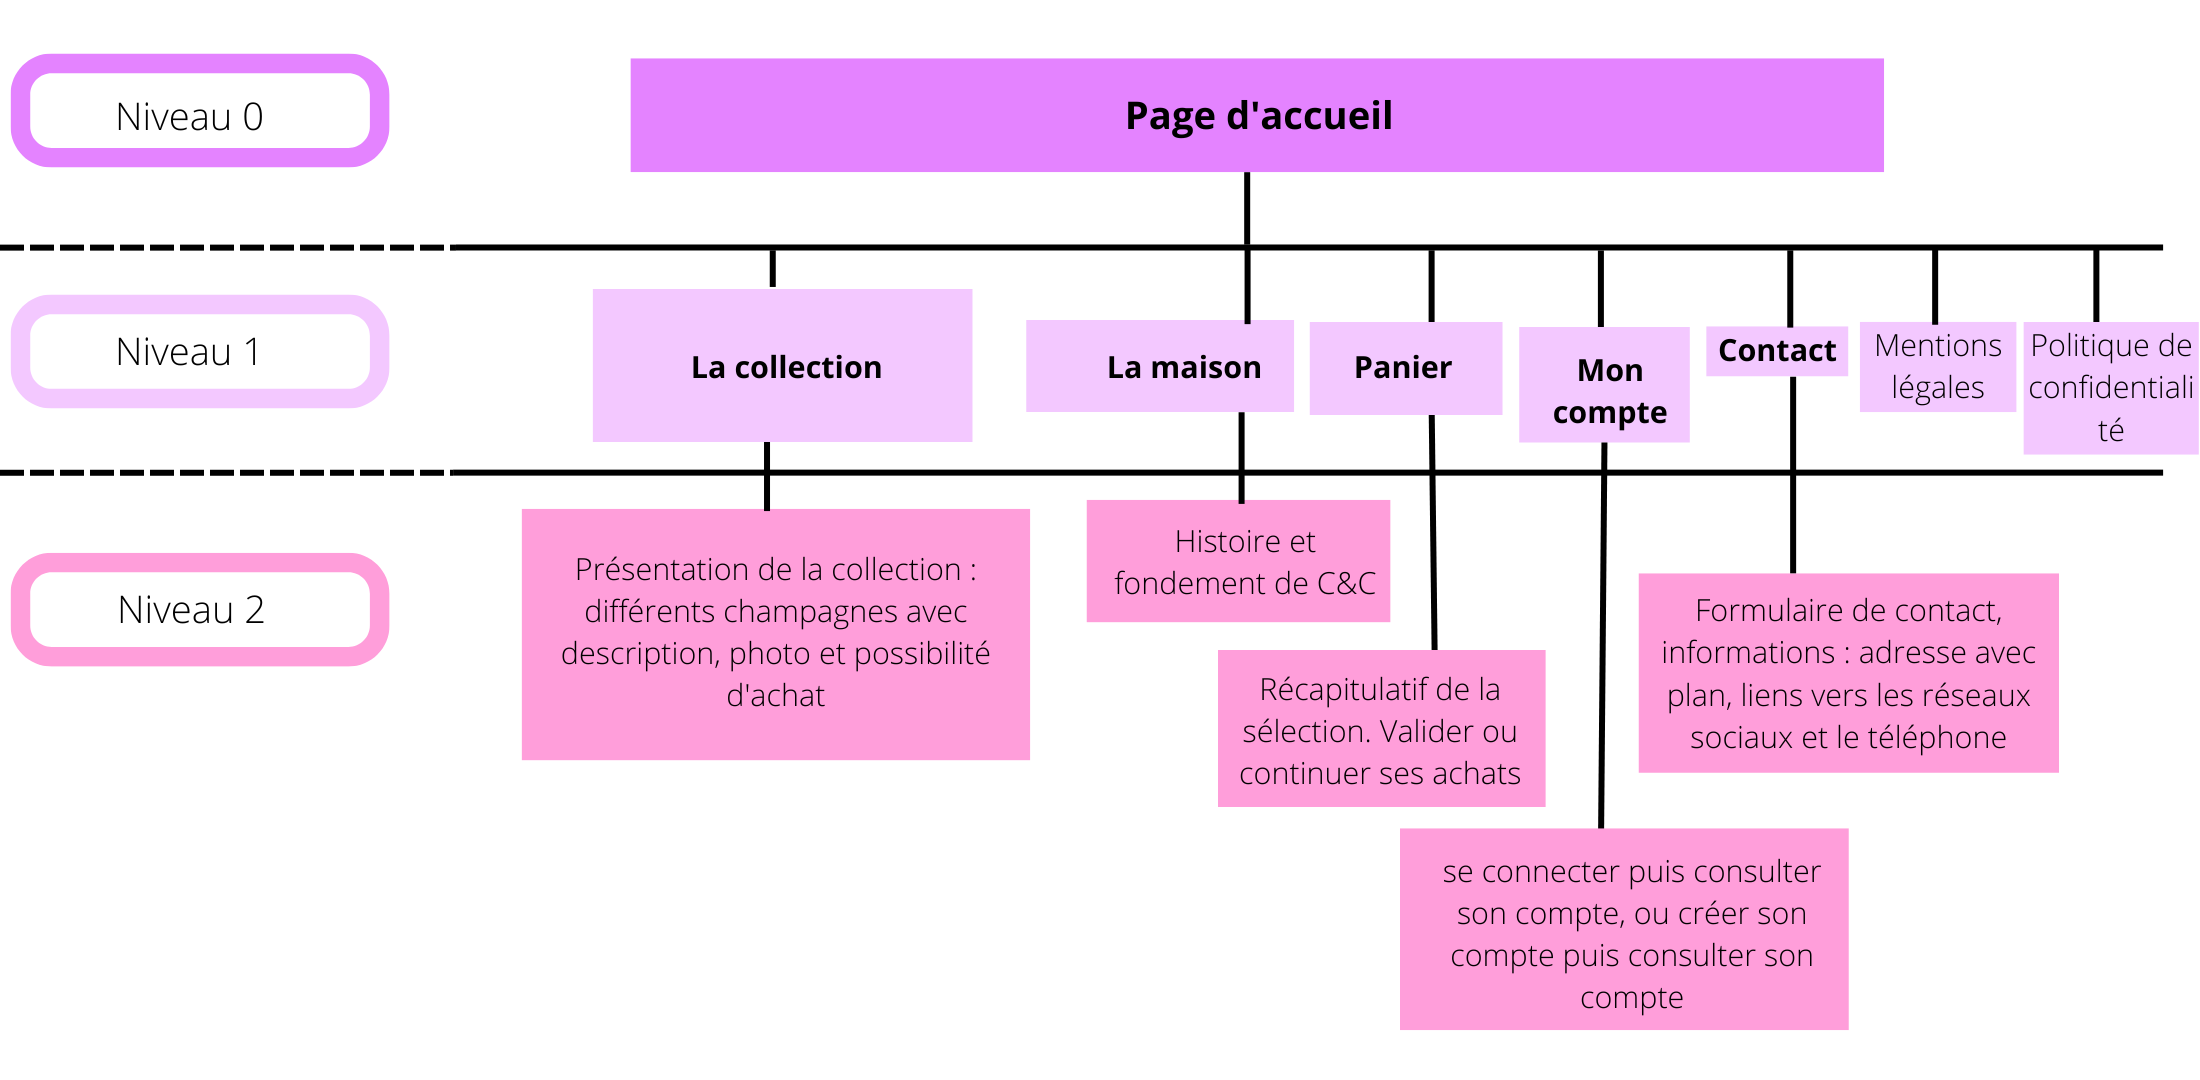 Niveau 0
Page d'accueil
Niveau 1
La collection
La maison
Panier
Mon
compte
Contact
Mentions
légales
Politique de
confidentiali
té
Niveau 2
Présentation de la collection :
différents champagnes avec
description, photo et possibilité
d'achat
Histoire et
fondement de C&C
Récapitulatif de la
sélection. Valider ou
continuer ses achats
se connecter puis consulter
son compte, ou créer son
compte puis consulter son
compte
Formulaire de contact,
informations : adresse avec
plan, liens vers les réseaux
sociaux et le téléphone